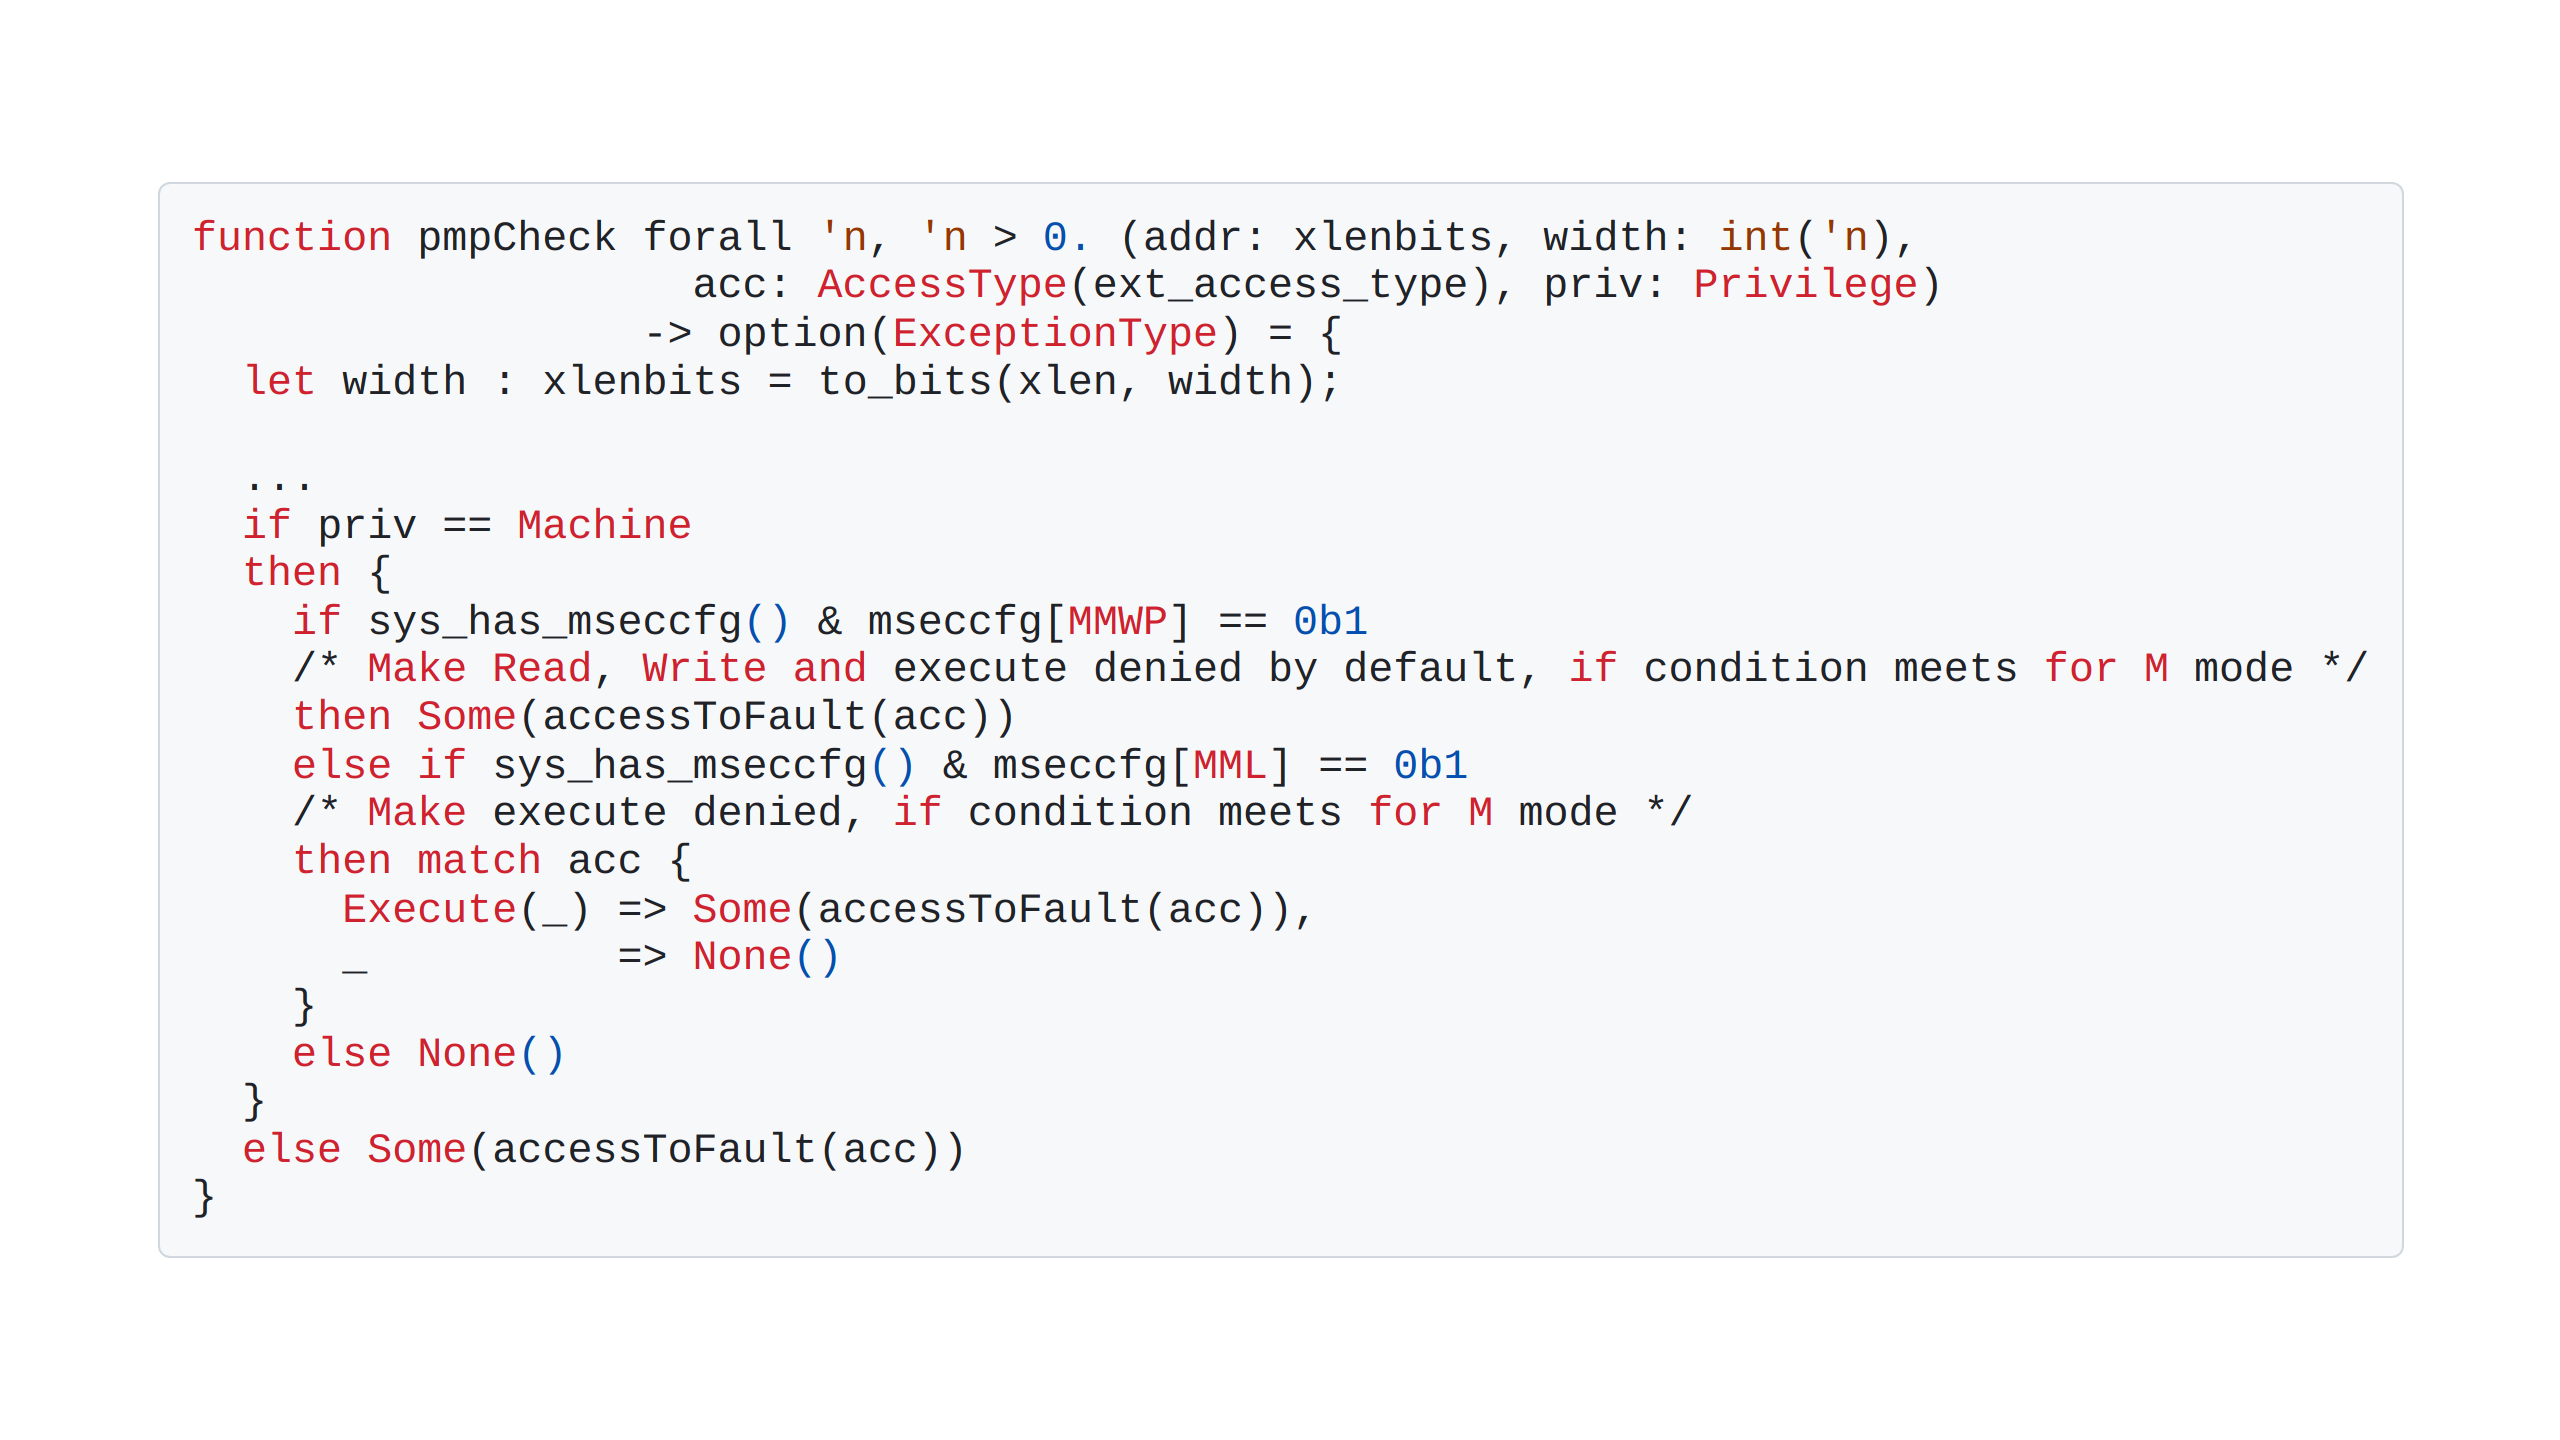 function pmpCheck forall 'n, 'n > 0. (addr: xlenbits, width: int('n),
                    acc: AccessType(ext_access_type), priv: Privilege)
                  -> option(ExceptionType) = {
  let width : xlenbits = to_bits(xlen, width);

  ...
  if priv == Machine
  then {
    if sys_has_mseccfg() & mseccfg[MMWP] == 0b1
    /* Make Read, Write and execute denied by default, if condition meets for M mode */
    then Some(accessToFault(acc))
    else if sys_has_mseccfg() & mseccfg[MML] == 0b1
    /* Make execute denied, if condition meets for M mode */
    then match acc {
      Execute(_) => Some(accessToFault(acc)),
      _          => None()
    }
    else None()
  }
  else Some(accessToFault(acc))
}